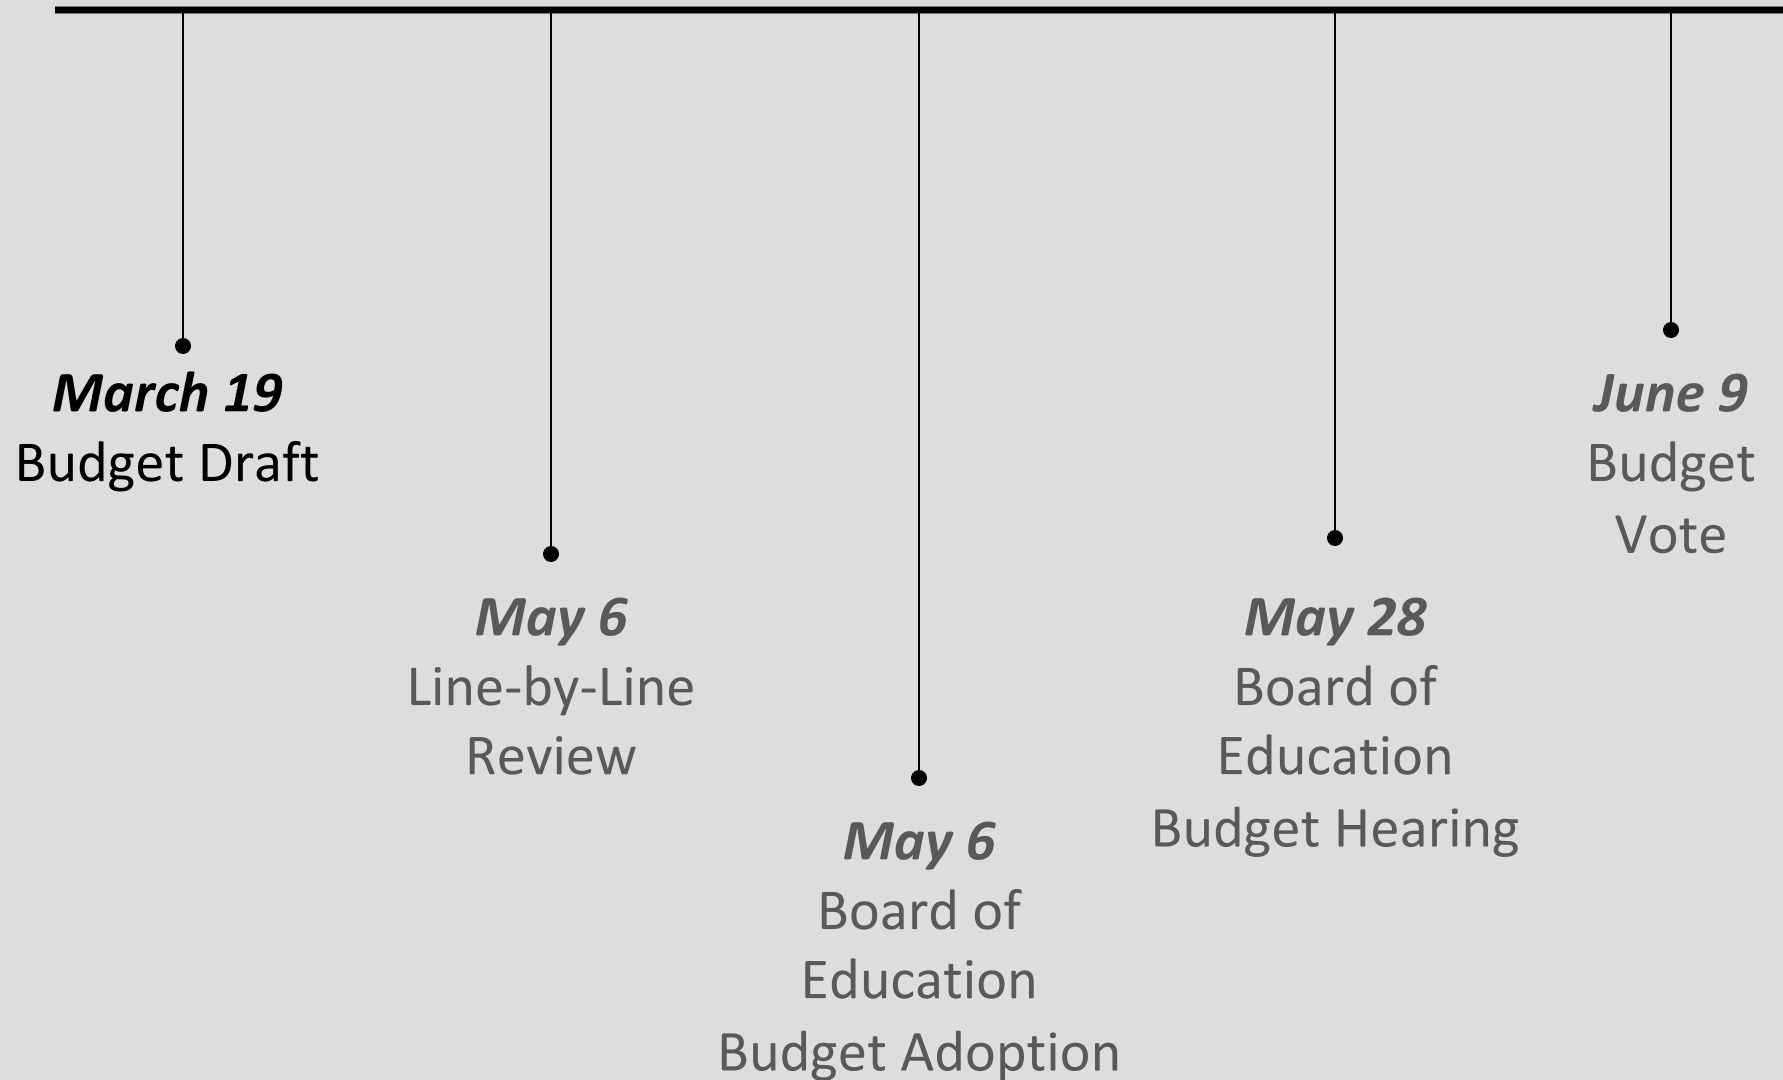 March 19
Budget Draft
May 6
Line-by-Line
Review
May 6
Board of
Education
Budget Adoption
May 28
Board of
Education
Budget Hearing
June 9
Budget
Vote